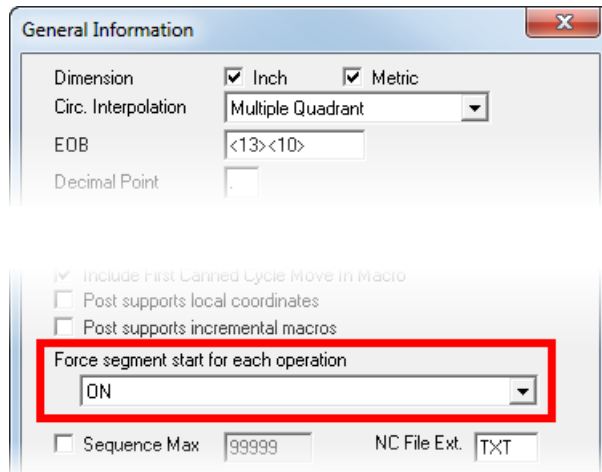 General Information
Dimension Inch Metric
Circ. Interpolation Multiple Quadrant
EOB <13><10>
Decimal Point .
Include First Canned Cycle Move In Macro
Post supports local coordinates
Post supports incremental macros
Force segment start for each operation
ON
Sequence Max 99999 NC File Ext. TXT